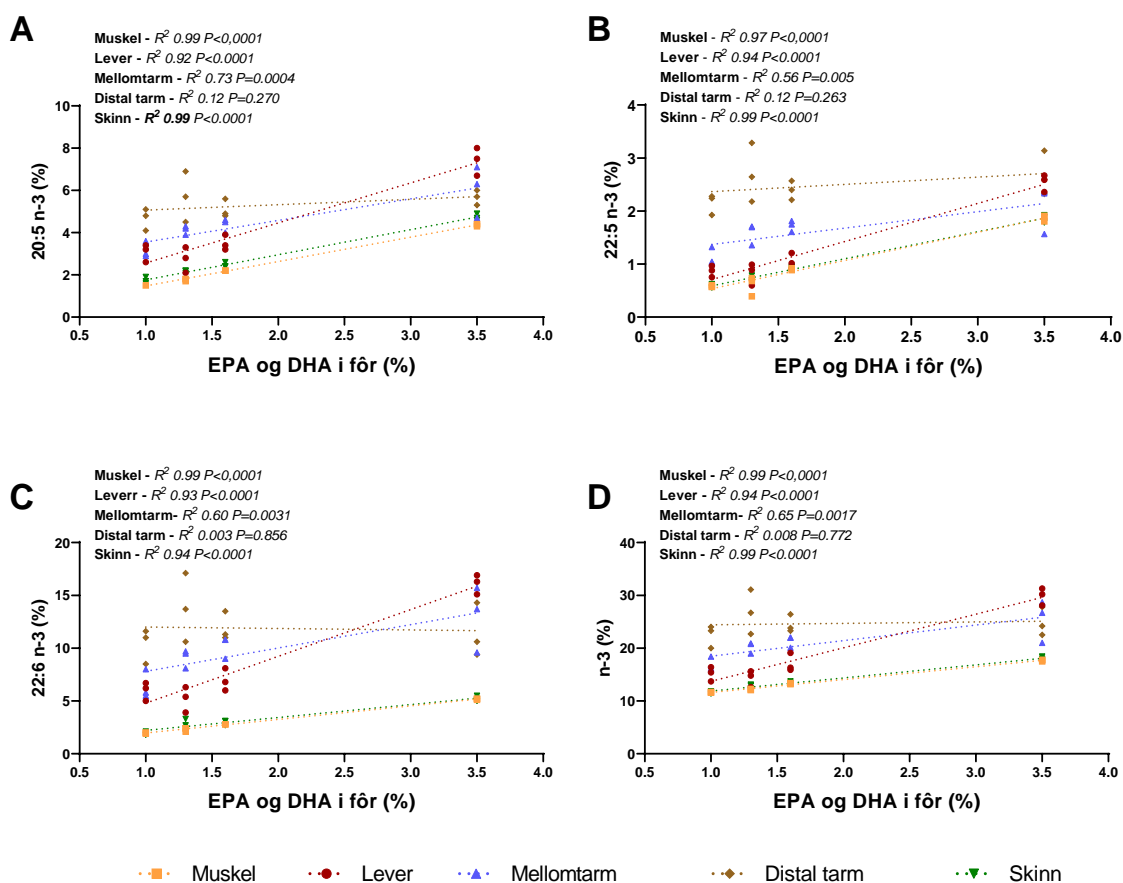 A
Muskel - R² 0.99 P<0,0001
Lever - R² 0.92 P<0.0001
Mellomtarm - R² 0.73 P=0.0004
Distal tarm - R² 0.12 P=0.270
Skinn - R² 0.99 P<0.0001
10
8
6
4
2
0
20:5 n-3 (%)
0.5 1.0 1.5 2.0 2.5 3.0 3.5 4.0
EPA og DHA i fôr (%)
B
Muskel - R² 0.97 P<0,0001
Lever - R² 0.94 P<0.0001
Mellomtarm - R² 0.56 P=0.005
Distal tarm - R² 0.12 P=0.263
Skinn - R² 0.99 P<0.0001
4
3
2
1
0
22:5 n-3 (%)
0.5 1.0 1.5 2.0 2.5 3.0 3.5 4.0
EPA og DHA i fôr (%)
C
Muskel - R² 0.99 P<0,0001
Leverr - R² 0.93 P<0.0001
Mellomtarm- R² 0.60 P=0.0031
Distal tarm - R² 0.003 P=0.856
Skinn - R² 0.94 P<0.0001
20
15
10
5
0
22:6 n-3 (%)
0.5 1.0 1.5 2.0 2.5 3.0 3.5 4.0
EPA og DHA i fôr (%)
D
Muskel - R² 0.99 P<0,0001
Lever - R² 0.94 P<0.0001
Mellomtarm- R² 0.65 P=0.0017
Distal tarm - R² 0.008 P=0.772
Skinn - R² 0.99 P<0.0001
40
30
20
10
0
n-3 (%)
0.5 1.0 1.5 2.0 2.5 3.0 3.5 4.0
EPA og DHA i fôr (%)
Muskel Lever Mellomtarm Distal tarm Skinn